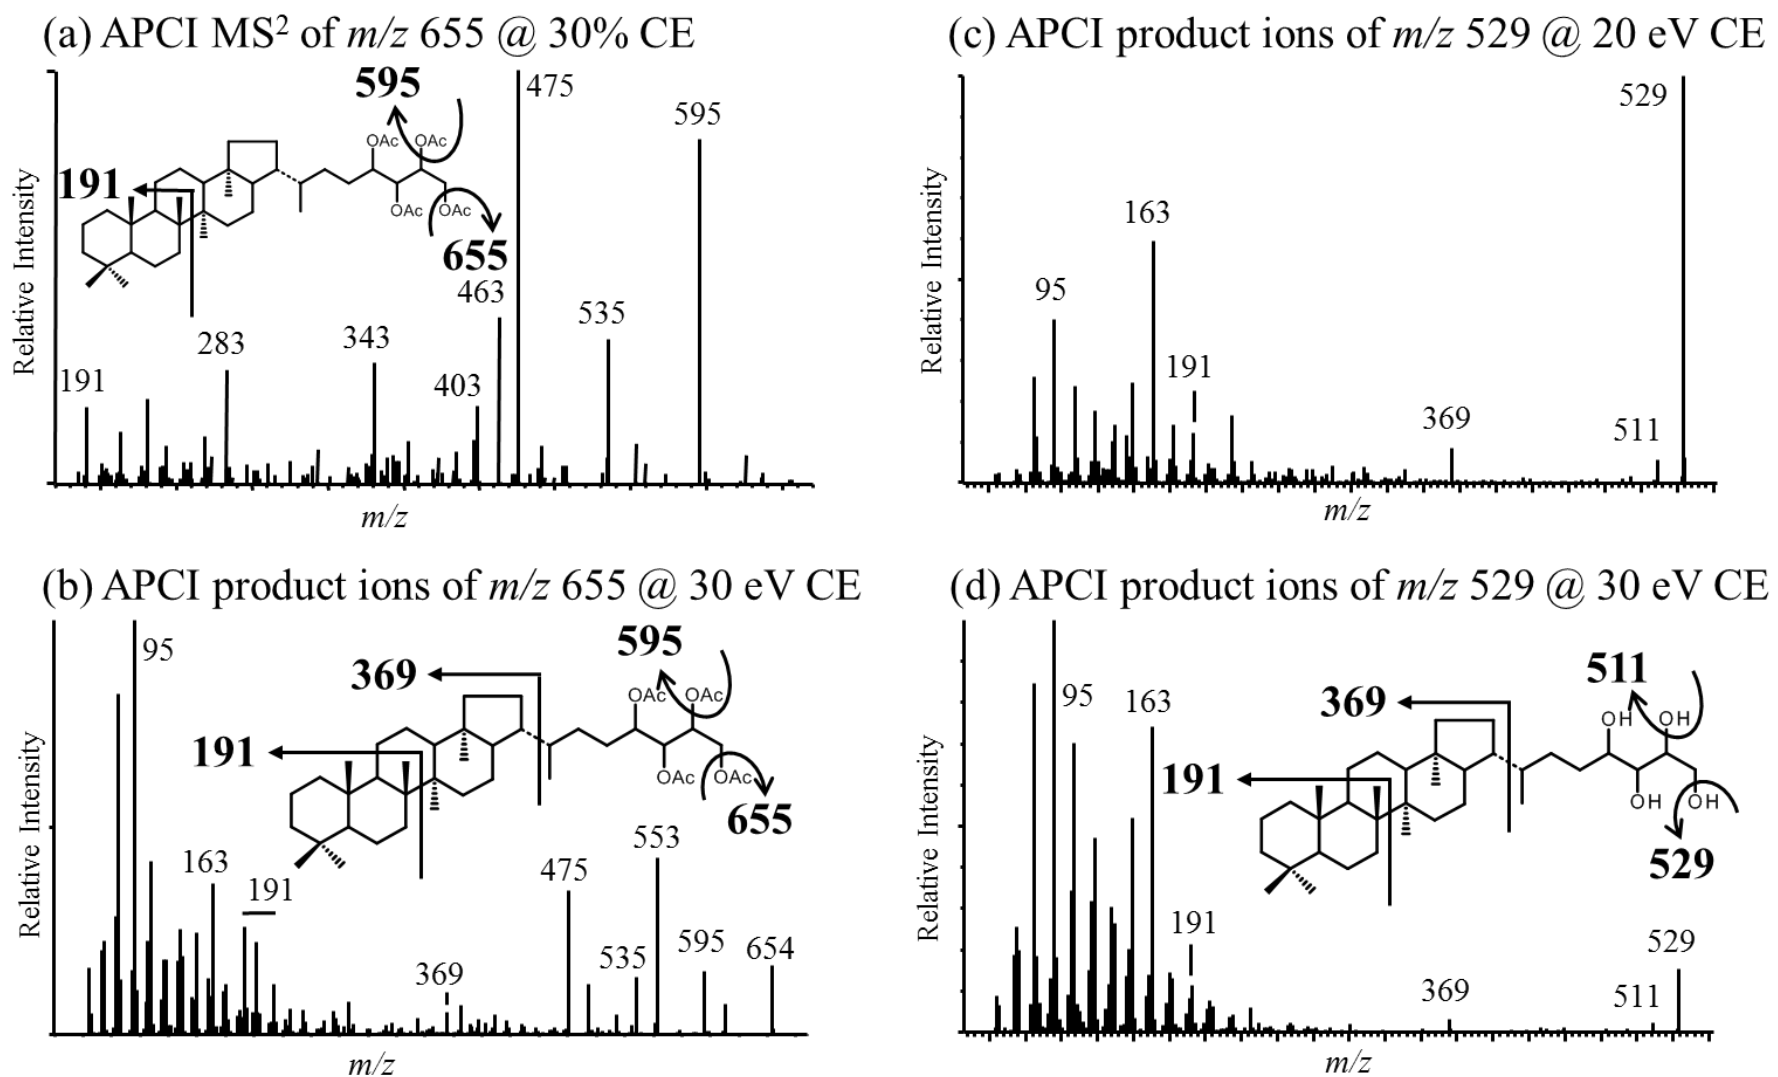 (a) APCI MS² of m/z 655 @ 30% CE
595
475
595
OAc OAc
191
OAc OAc
655
463
535
283
343
403
191
Relative Intensity
m/z
(c) APCI product ions of m/z 529 @ 20 eV CE
529
163
95
191
369
511
Relative Intensity
m/z
(b) APCI product ions of m/z 655 @ 30 eV CE
95
595
369
OAc OAc
191
OAc OAc
655
553
163
475
191
595
654
535
369
Relative Intensity
m/z
(d) APCI product ions of m/z 529 @ 30 eV CE
511
369
95
163
OH OH
191
OH OH
529
191
529
369
511
Relative Intensity
m/z